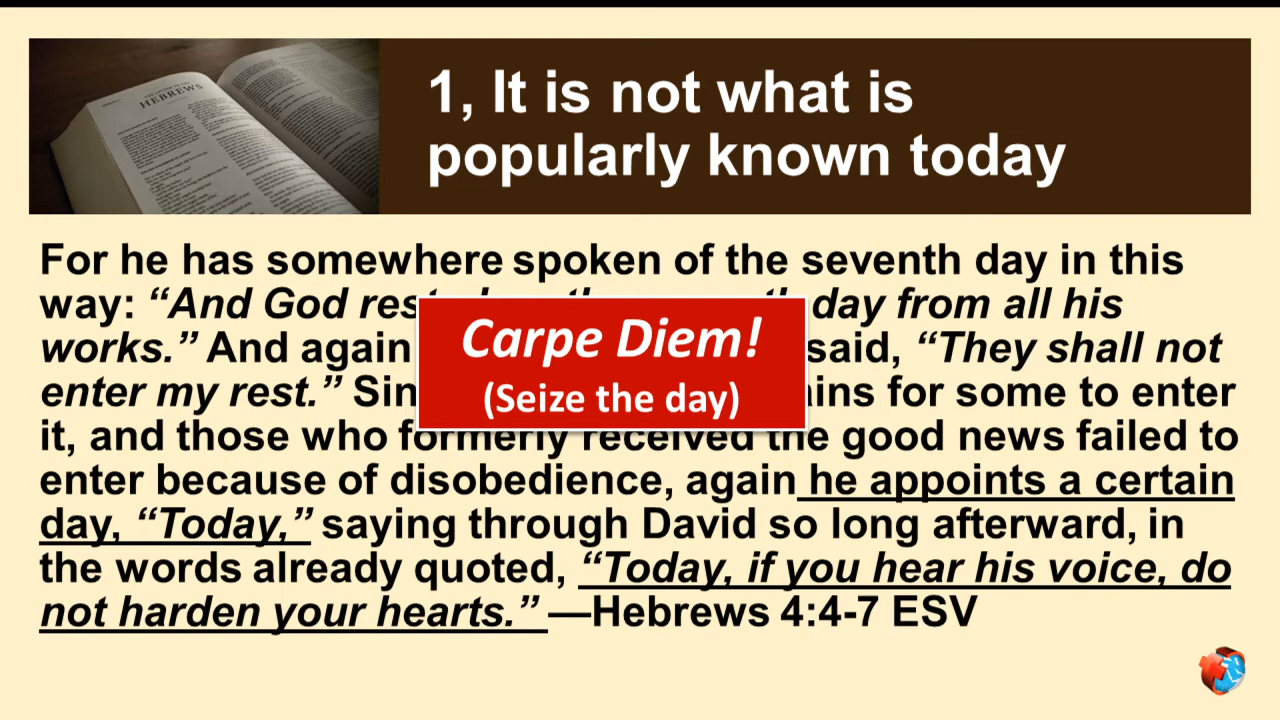 HEBREWS
1, It is not what is
popularly known today
For he has somewhere spoken of the seventh day in this
way: “And God day from all his
works.” And again said, “They shall not
enter my rest.” for some to enter
it, and those who formerly received the good news failed to
enter because of disobedience, again he appoints a certain
day, “Today,” saying through David so long afterward, in
the words already quoted, “Today, if you hear his voice, do
not harden your hearts.” —Hebrews 4:4-7 ESV
Carpe Diem!
(Seize the day)